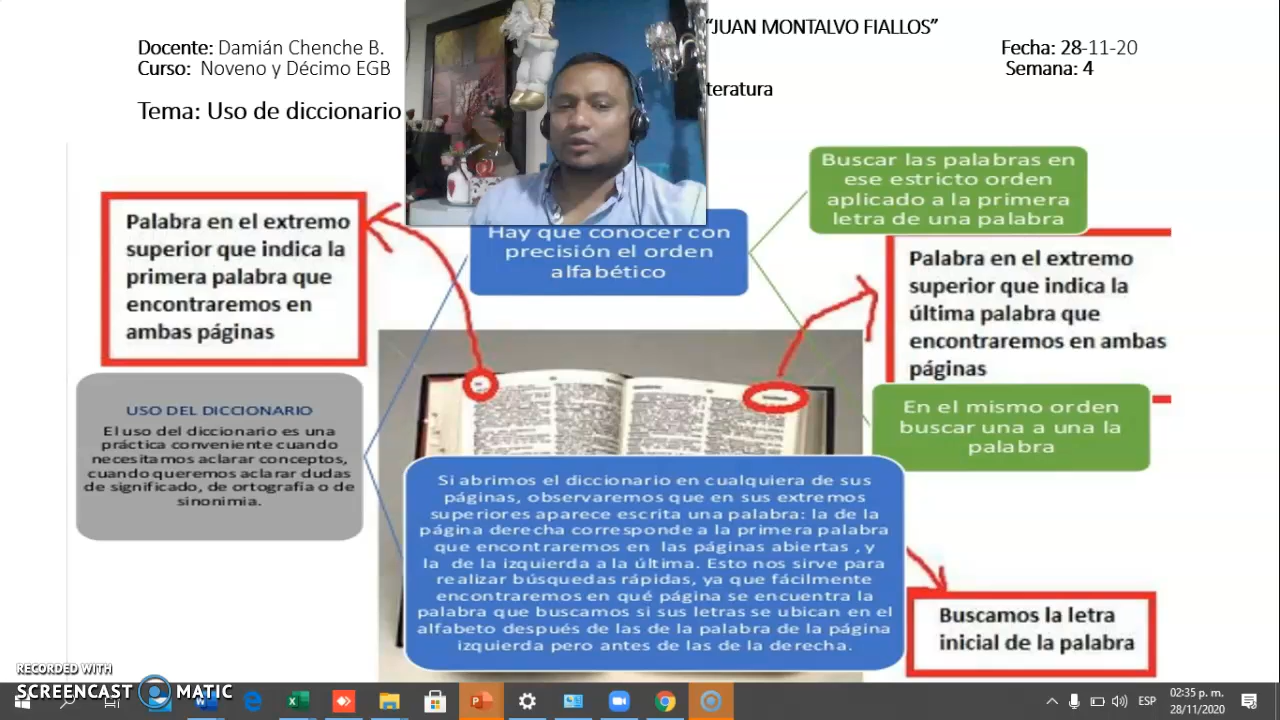 "JUAN MONTALVO FIALLOS"
Docente: Damián Chenche B.
Fecha: 28-11-20
Curso: Noveno y Décimo EGB
Semana: 4
teratura
Tema: Uso de diccionario
Palabra en el extremo
superior que indica la
primera palabra que
encontraremos en
ambas páginas
Hay que conocer con
precisión el orden
alfabético
Buscar las palabras en
ese estricto orden
aplicado a la primera
letra de una palabra
Palabra en el extremo
superior que indica la
última palabra que
encontraremos en ambas
páginas
USO DEL DICCIONARIO
El uso del diccionario es una
práctica conveniente cuando
necesitamos aclarar conceptos,
cuando queremos aclarar dudas
de significado, de ortografía o de
sinonimia.
En el mismo orden
buscar una a una la
palabra
Si abrimos el diccionario en cualquiera de sus
páginas, observaremos que en sus extremos
superiores aparece escrita una palabra: la de la
página derecha corresponde a la primera palabra
que encontraremos en las páginas abiertas , y
la de la izquierda a la última. Esto nos sirve para
realizar búsquedas rápidas, ya que fácilmente
encontraremos en qué página se encuentra la
palabra que buscamos si sus letras se ubican en el
alfabeto después de las de la palabra de la página
izquierda pero antes de las de la derecha.
Buscamos la letra
inicial de la palabra
RECORDED WITH
SCREENCAST MATIC
ESP
02:35 p. m.
28/11/2020